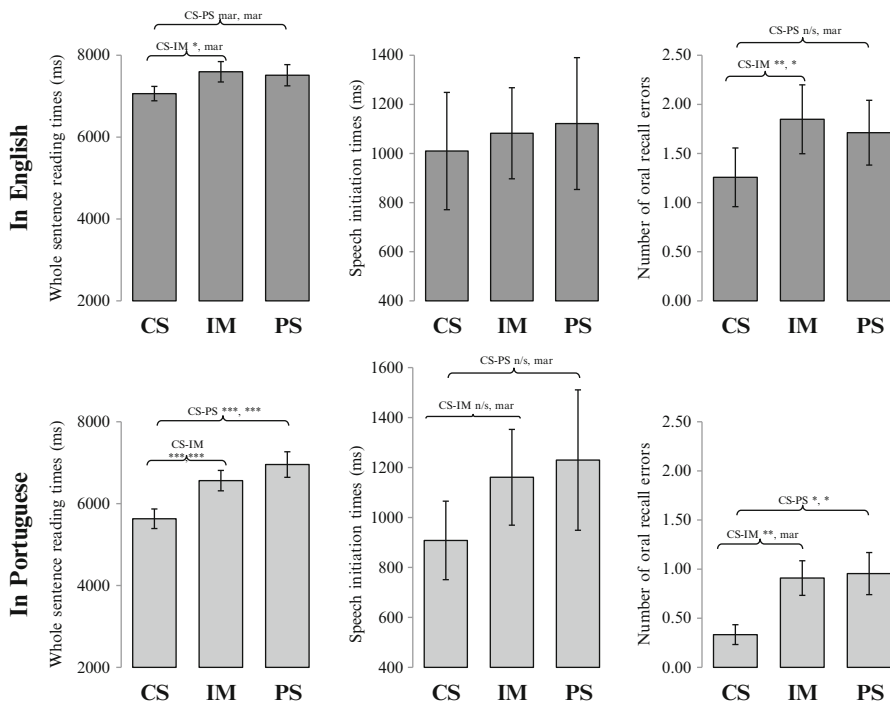 In English
Whole sentence reading times (ms)
8000
7000
6000
5000
4000
3000
2000
CS-PS mar, mar
CS-IM *, mar
CS IM PS
Speech initiation times (ms)
1400
1200
1000
800
600
400
CS IM PS
Number of oral recall errors
2.50
2.00
1.50
1.00
0.50
0.00
CS-PS n/s, mar
CS-IM **, *
CS IM PS
In Portuguese
Whole sentence reading times (ms)
8000
6000
4000
2000
CS-PS ***, ***
CS-IM
***,***
CS IM PS
Speech initiation times (ms)
1600
1400
1200
1000
800
600
400
CS-PS n/s, mar
CS-IM n/s, mar
CS IM PS
Number of oral recall errors
2.50
2.00
1.50
1.00
0.50
0.00
CS-PS *, *
CS-IM **, mar
CS IM PS